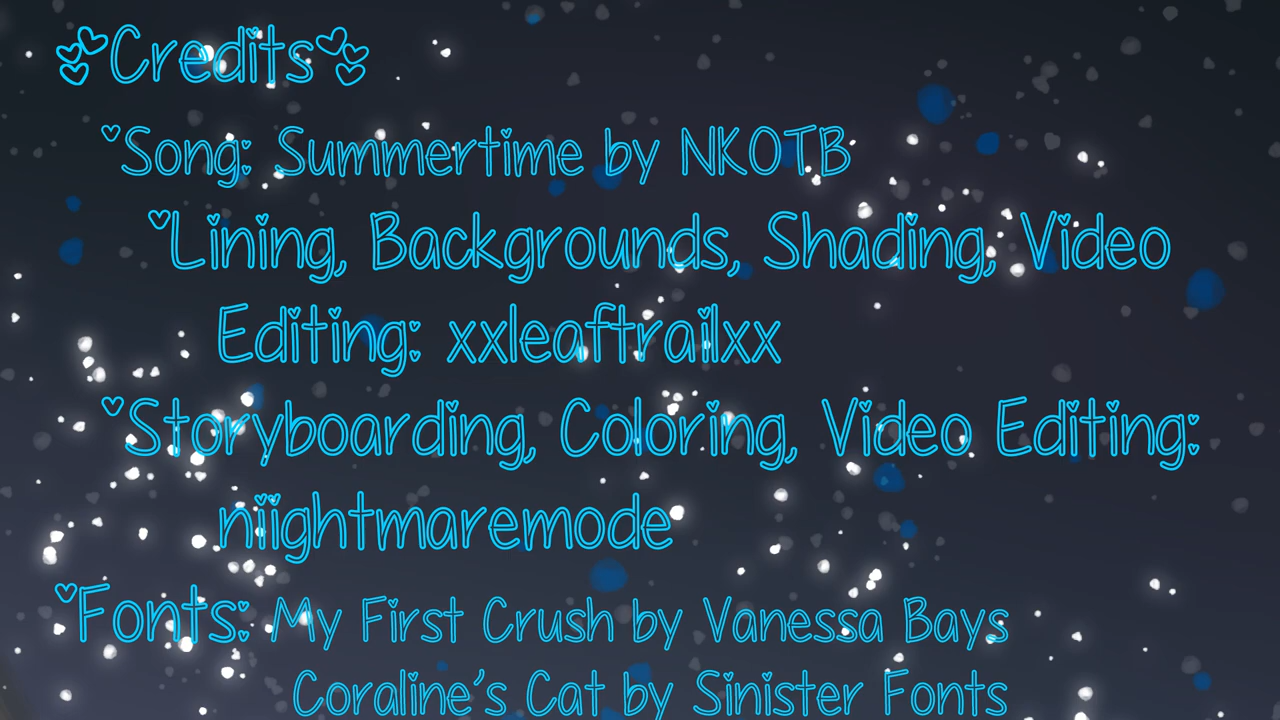 Credits
Song: Summertime by NKOTB
Lining, Backgrounds, Shading, Video
Editing: xxleaftrailxx
Storyboarding, Coloring, Video Editing:
niightmaremode
Fonts: My First Crush by Vanessa Bays
Coraline's Cat by Sinister Fonts